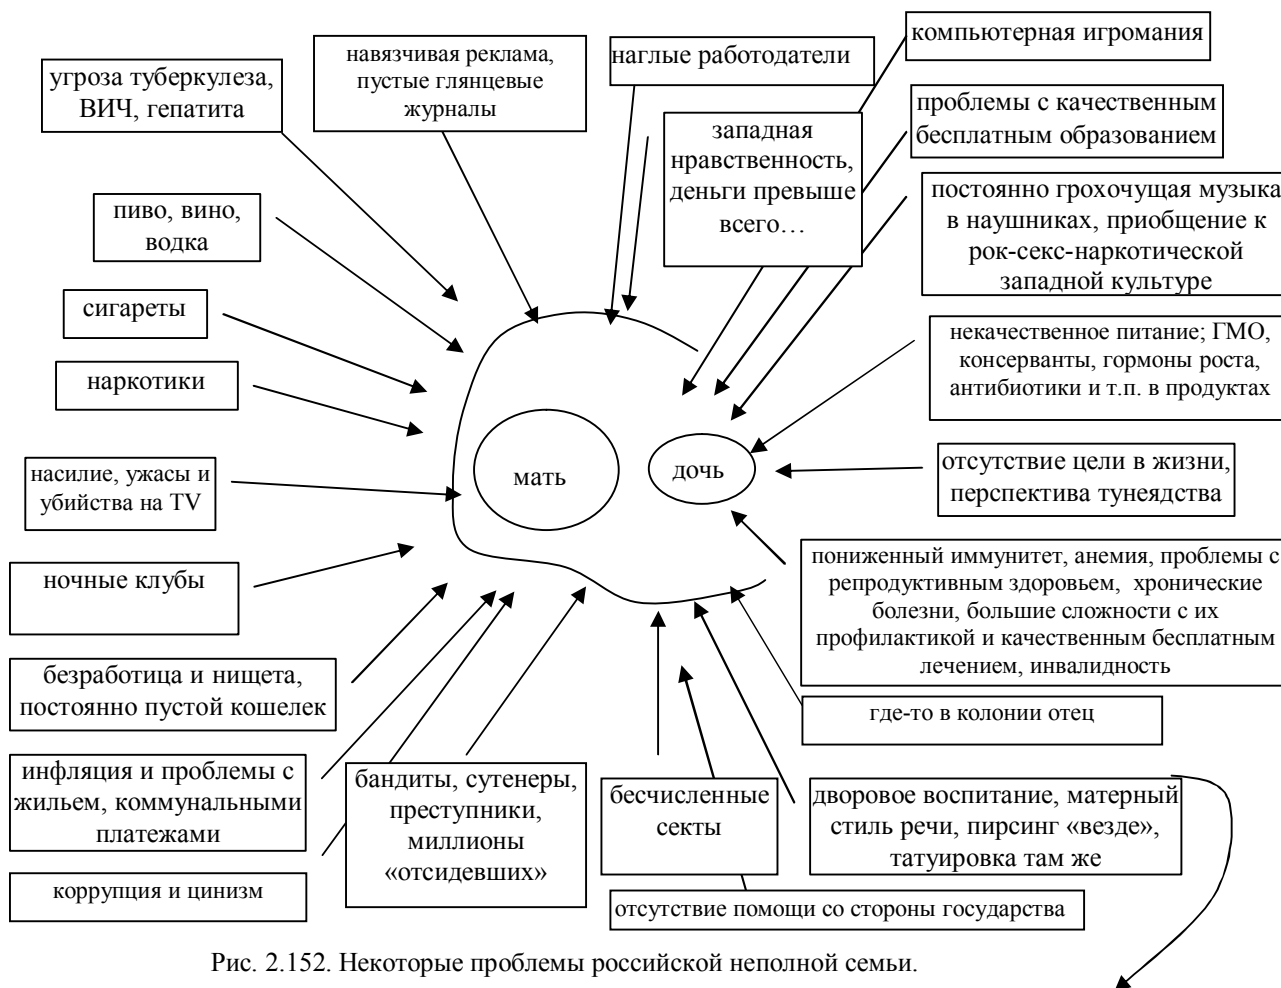 угроза туберкулеза,
ВИЧ, гепатита
навязчивая реклама,
пустые глянцевые
журналы
наглые работодатели
компьютерная игромания
западная
нравственность,
деньги превыше
всего…
проблемы с качественным
бесплатным образованием
пиво, вино,
водка
постоянно грохочущая музыка
в наушниках, приобщение к
рок-секс-наркотической
западной культуре
сигареты
наркотики
некачественное питание; ГМО,
консерванты, гормоны роста,
антибиотики и т.п. в продуктах
мать
дочь
насилие, ужасы и
убийства на TV
отсутствие цели в жизни,
перспектива тунеядства
ночные клубы
пониженный иммунитет, анемия, проблемы с
репродуктивным здоровьем, хронические
болезни, большие сложности с их
профилактикой и качественным бесплатным
лечением, инвалидность
безработица и нищета,
постоянно пустой кошелек
где-то в колонии отец
инфляция и проблемы с
жильем, коммунальными
платежами
бандиты, сутенеры,
преступники,
миллионы
«отсидевших»
бесчисленные
секты
дворовое воспитание, матерный
стиль речи, пирсинг «везде»,
татуировка там же
коррупция и цинизм
отсутствие помощи со стороны государства
Рис. 2.152. Некоторые проблемы российской неполной семьи.